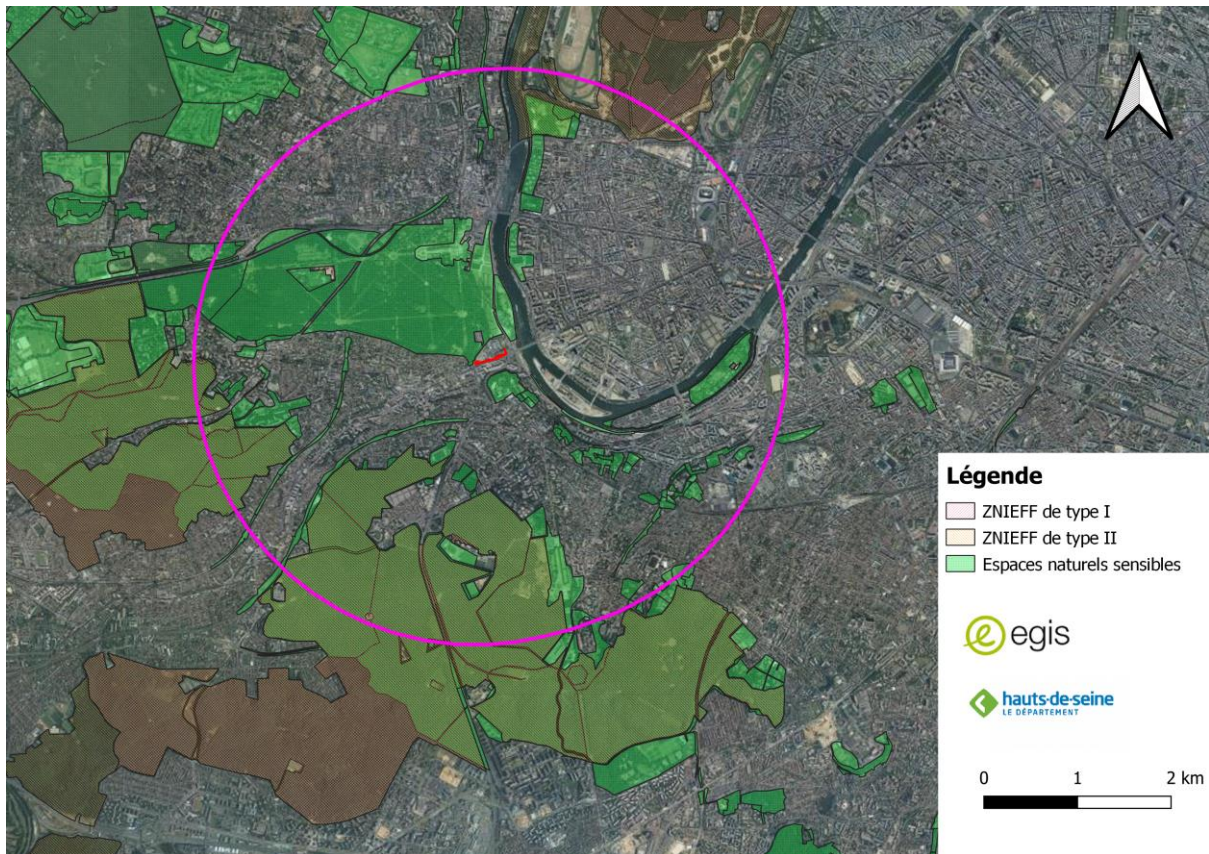 Légende
ZNIEFF de type I
ZNIEFF de type II
Espaces naturels sensibles
egis
hauts-de-seine
LE DÉPARTEMENT
0 1 2 km